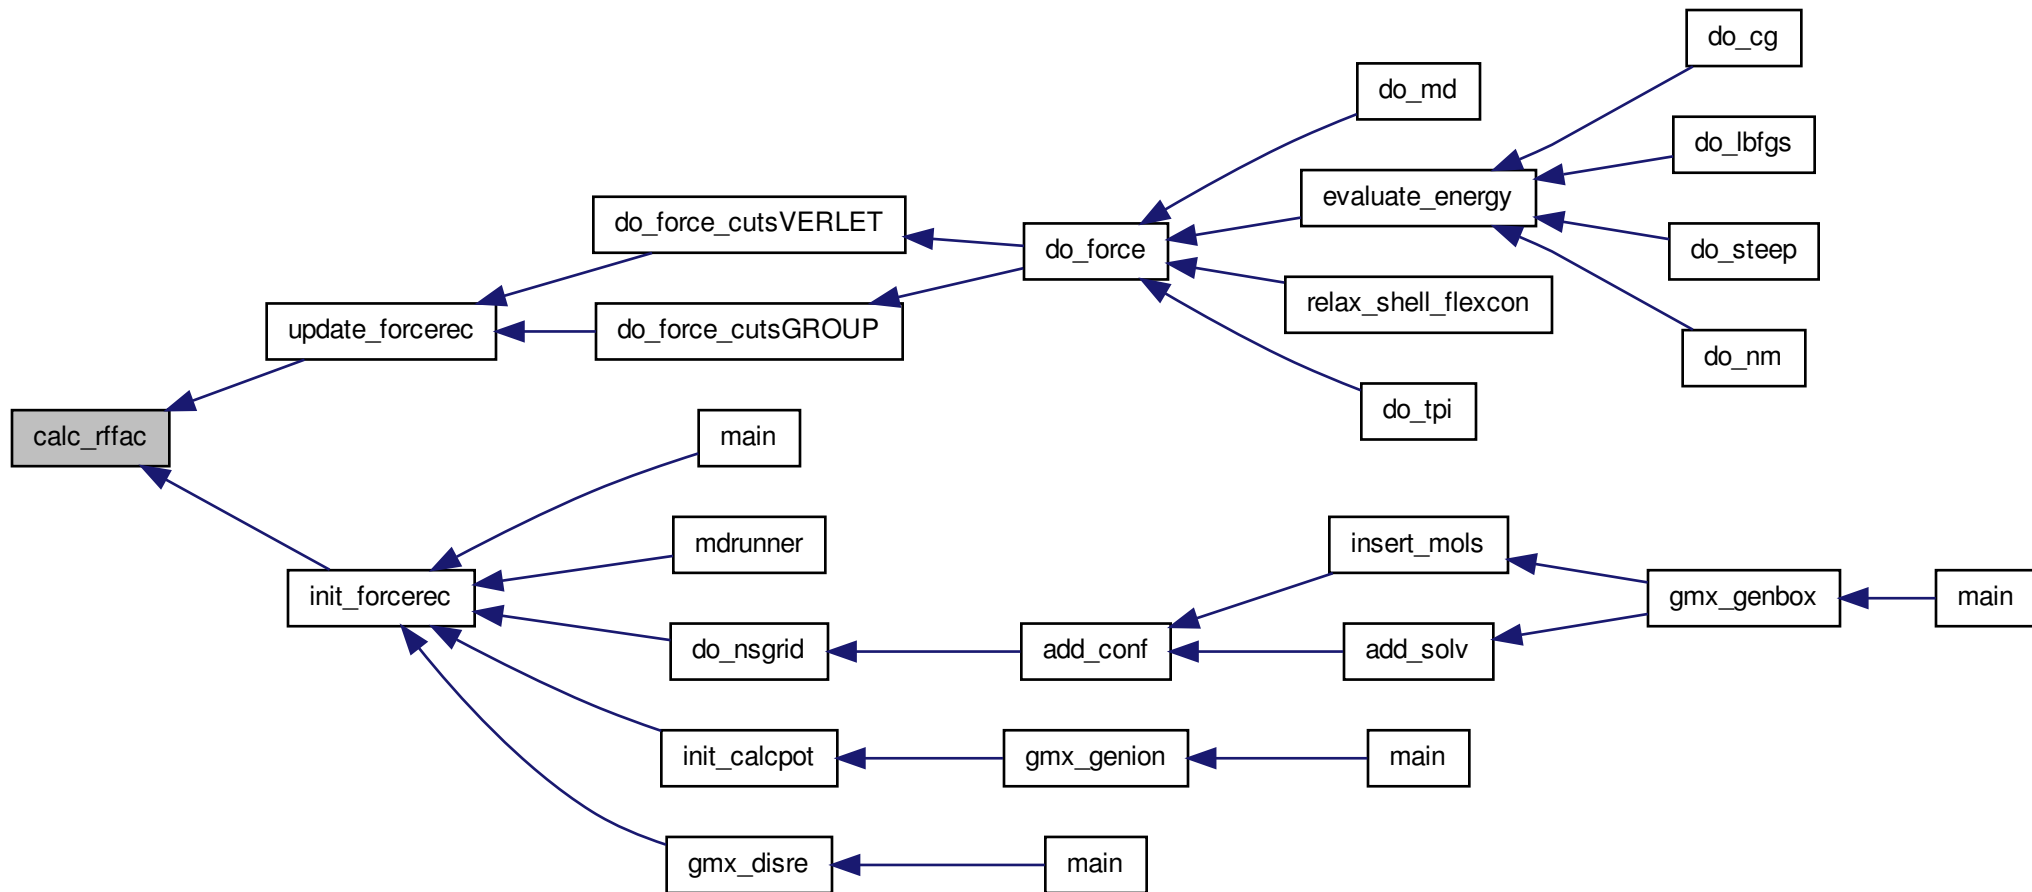 do_cg
do_md
do_lbfgs
evaluate_energy
do_force_cutsVERLET
do_force
do_steep
relax_shell_flexcon
update_forcerec
do_force_cutsGROUP
do_nm
do_tpi
calc_rffac
main
mdrunner
insert_mols
init_forcerec
gmx_genbox
main
do_nsgrid
add_conf
add_solv
init_calcpot
gmx_genion
main
gmx_disre
main